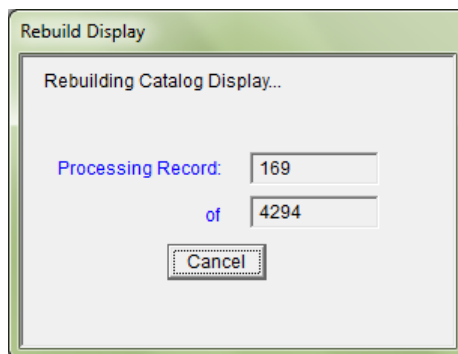 Rebuild Display
Rebuilding Catalog Display...
Processing Record: 169
of 4294
Cancel